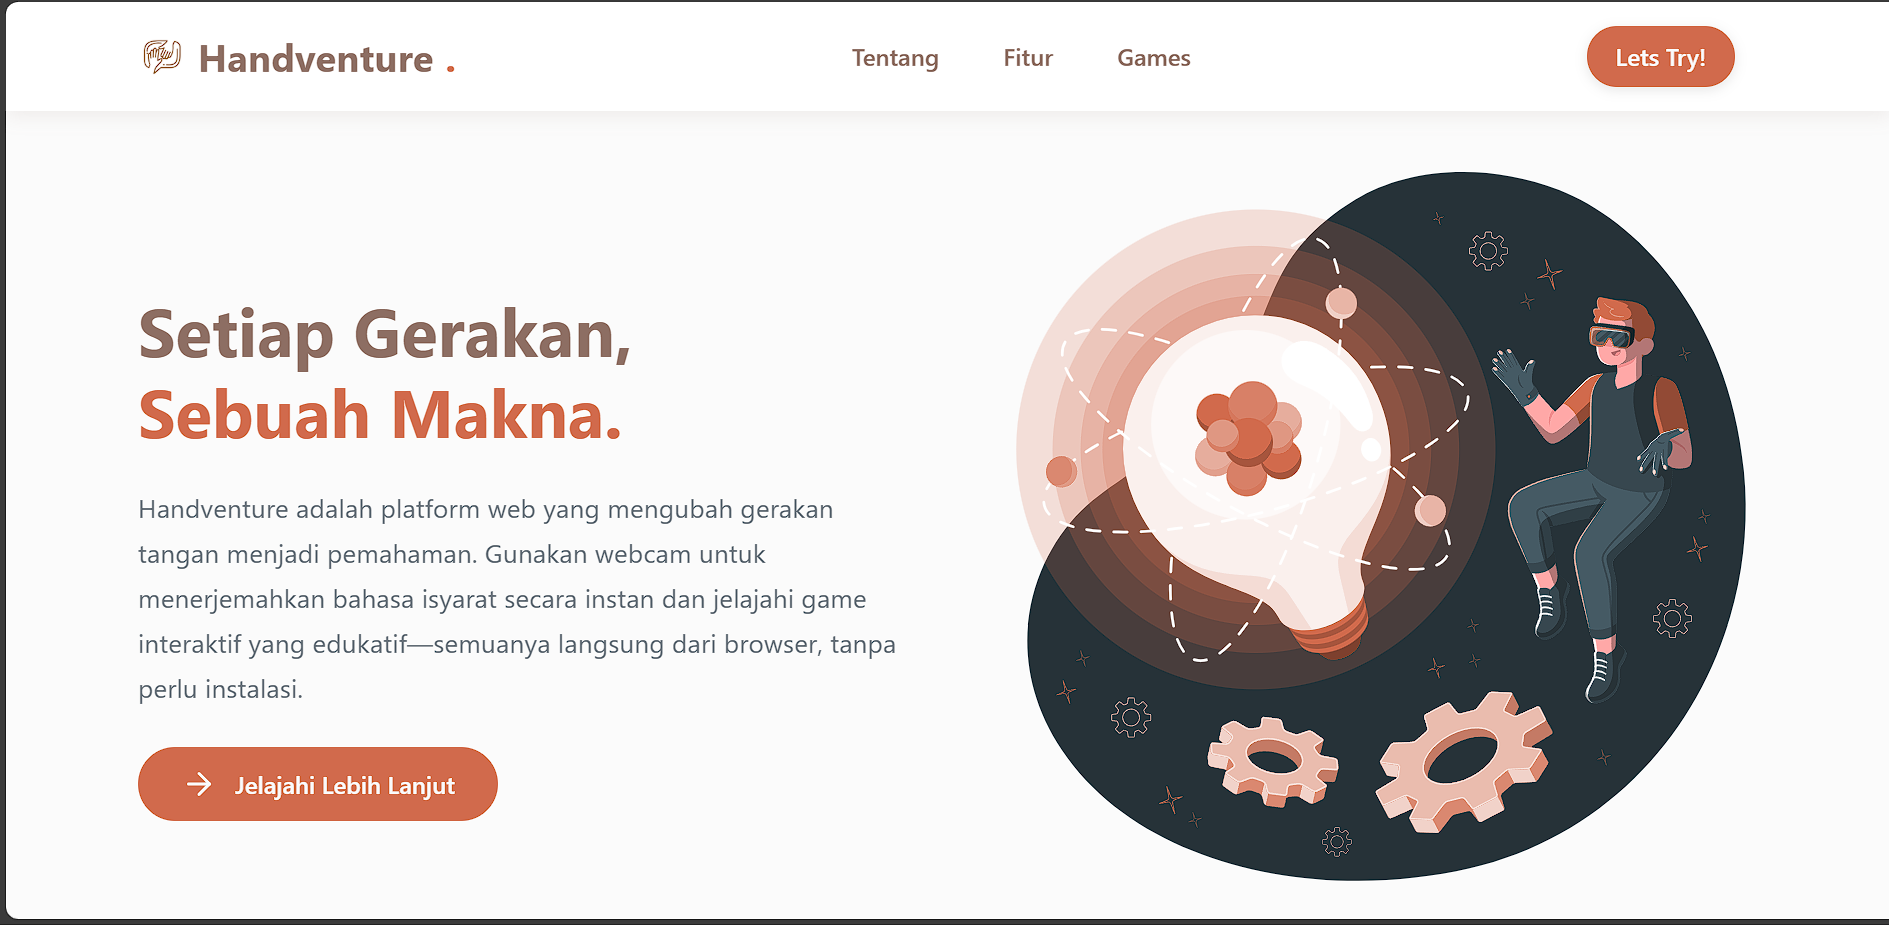 Handventure .
Tentang
Fitur
Games
Lets Try!
Setiap Gerakan,
Sebuah Makna.
Handventure adalah platform web yang mengubah gerakan
tangan menjadi pemahaman. Gunakan webcam untuk
menerjemahkan bahasa isyarat secara instan dan jelajahi game
interaktif yang edukatif—semuanya langsung dari browser, tanpa
perlu instalasi.
Jelajahi Lebih Lanjut